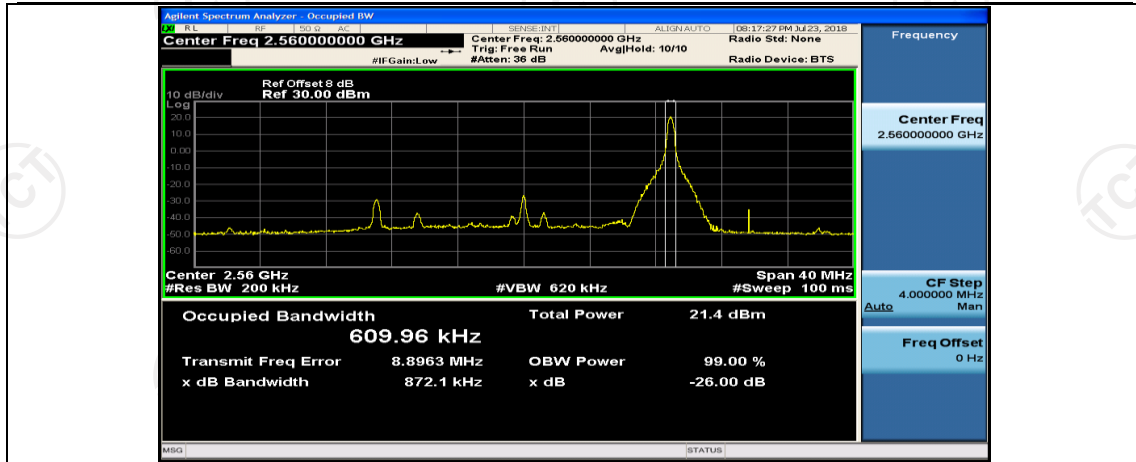 Agilent Spectrum Analyzer - Occupied BW
LXI RL RF 50 Ω AC SENSE:INT ALIGN AUTO 08:17:27 PM Jul 23, 2018
Center Freq 2.560000000 GHz
Center Freq: 2.560000000 GHz
Radio Std: None
Trig: Free Run Avg|Hold: 10/10
#IFGain:Low
#Atten: 36 dB
Radio Device: BTS
Frequency
Ref Offset 8 dB
10 dB/div Ref 30.00 dBm
Log
20.0
10.0
0.00
-10.0
-20.0
-30.0
-40.0
-50.0
-60.0
Center 2.56 GHz
Span 40 MHz
#Res BW 200 kHz
#VBW 620 kHz
#Sweep 100 ms
Center Freq
2.560000000 GHz
CF Step
4.000000 MHz
Auto Man
Freq Offset
0 Hz
Occupied Bandwidth
609.96 kHz
Total Power 21.4 dBm
Transmit Freq Error 8.8963 MHz
OBW Power 99.00 %
x dB Bandwidth 872.1 kHz
x dB -26.00 dB
MSG
STATUS
TCT
TCT